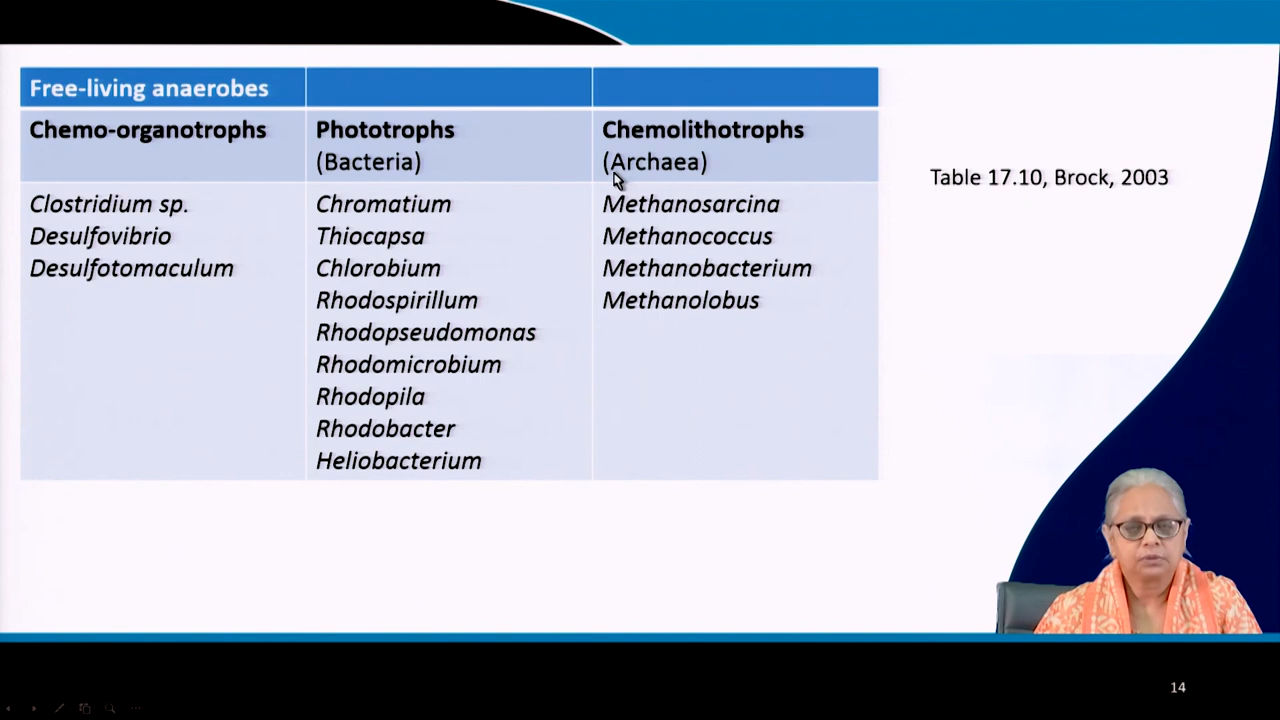 Free-living anaerobes
Chemo-organotrophs
Phototrophs
(Bacteria)
Chemolithotrophs
(Archaea)
Clostridium sp.
Desulfovibrio
Desulfotomaculum
Chromatium
Thiocapsa
Chlorobium
Rhodospirillum
Rhodopseudomonas
Rhodomicrobium
Rhodopila
Rhodobacter
Heliobacterium
Methanosarcina
Methanococcus
Methanobacterium
Methanolobus
Table 17.10, Brock, 2003
14